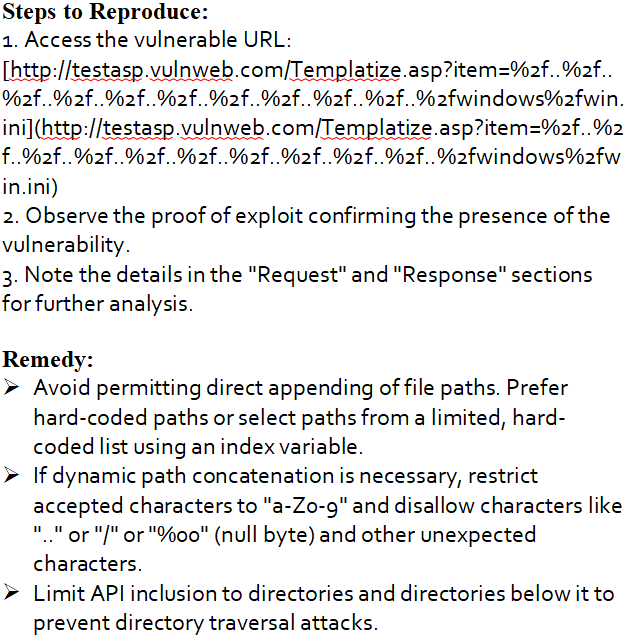 Steps to Reproduce:
1. Access the vulnerable URL:
[http://testasp.vulnweb.com/Templatize.asp?item=%2f..%2f..
%2f..%2f..%2f..%2f..%2f..%2f..%2f..%2f..%2fwindows%2fwin.
ini](http://testasp.vulnweb.com/Templatize.asp?item=%2f..%2
f..%2f..%2f..%2f..%2f..%2f..%2f..%2f..%2f..%2fwindows%2fw
in.ini)
2. Observe the proof of exploit confirming the presence of the
vulnerability.
3. Note the details in the "Request" and "Response" sections
for further analysis.
Remedy:
➤ Avoid permitting direct appending of file paths. Prefer
hard-coded paths or select paths from a limited, hard-
coded list using an index variable.
➤ If dynamic path concatenation is necessary, restrict
accepted characters to "a-Z0-9" and disallow characters like
".." or "/" or "%00" (null byte) and other unexpected
characters.
➤ Limit API inclusion to directories and directories below it to
prevent directory traversal attacks.